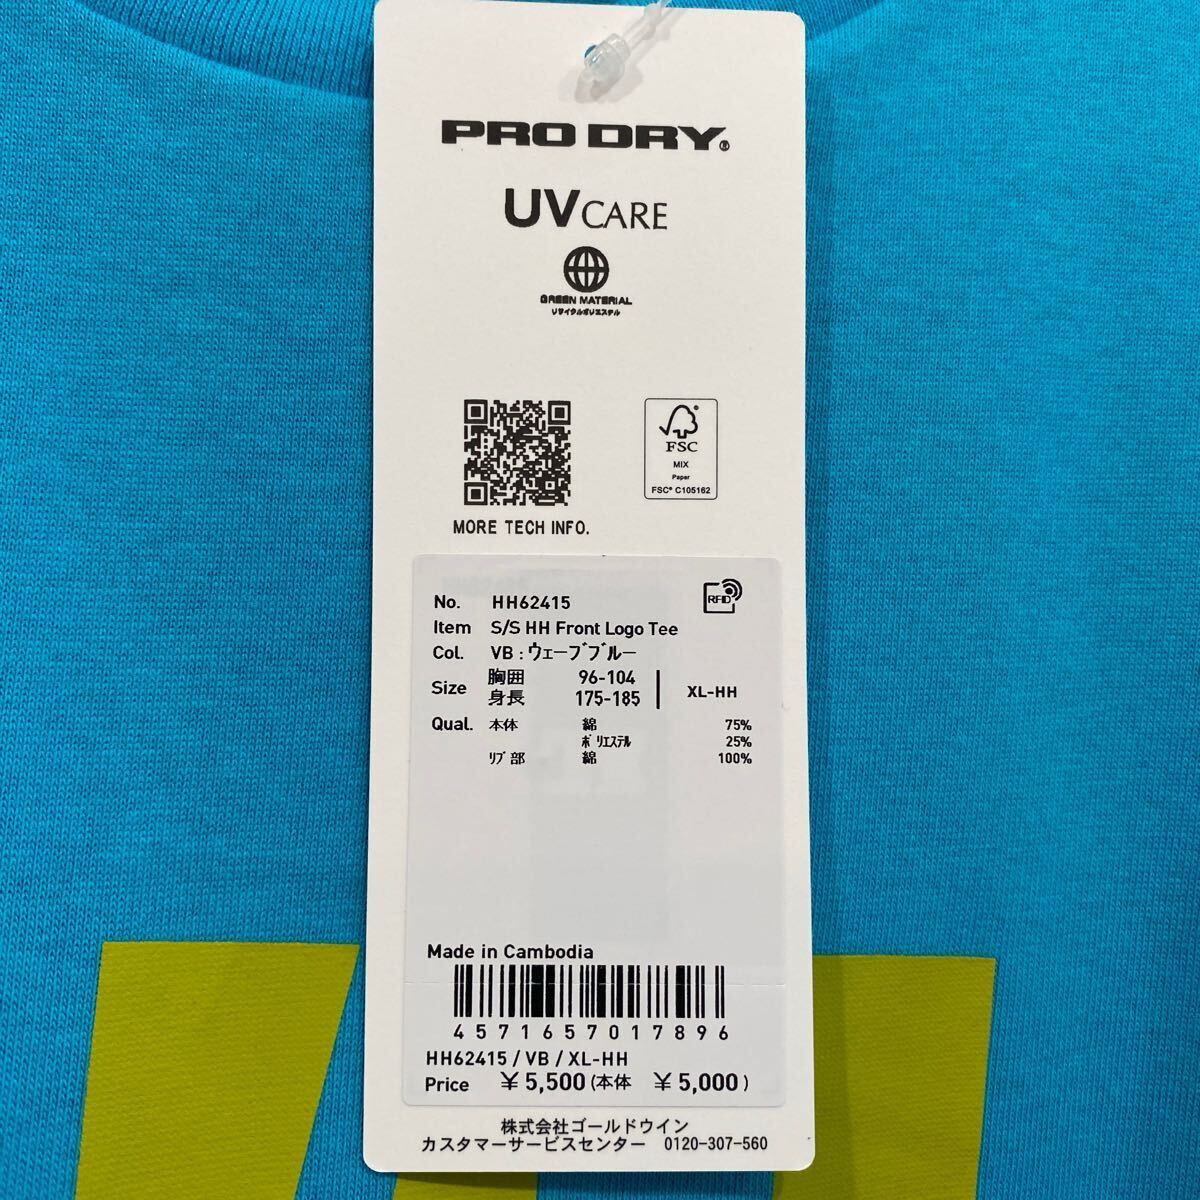 PRO DRY®
UV CARE
GREEN MATERIAL
リサイクルポリエステル
FSC
MIX
Paper
FSC® C105162
MORE TECH INFO.
RFID
No. HH62415
Item S/S HH Front Logo Tee
Col. VB : ウェーブブルー
Size 胸囲 96-104
身長 175-185
XL-HH
Qual. 本体 綿 75%
ポリエステル 25%
リブ部 綿 100%
Made in Cambodia
4571657017896
HH62415 / VB / XL-HH
Price ¥5,500 (本体 ¥5,000 )
株式会社ゴールドウイン
カスタマーサービスセンター 0120-307-560